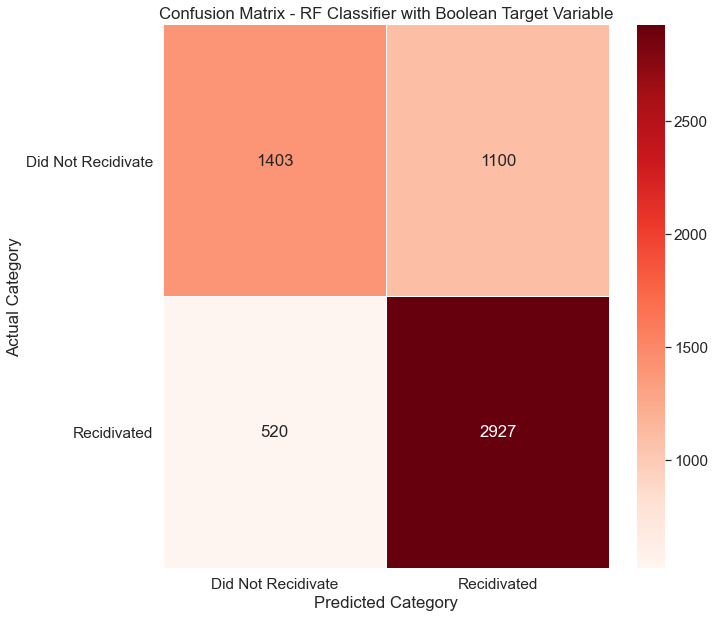 Confusion Matrix - RF Classifier with Boolean Target Variable
Actual Category
Did Not Recidivate
1403
1100
Recidivated
520
2927
Did Not Recidivate
Recidivated
Predicted Category
2500
2000
1500
1000